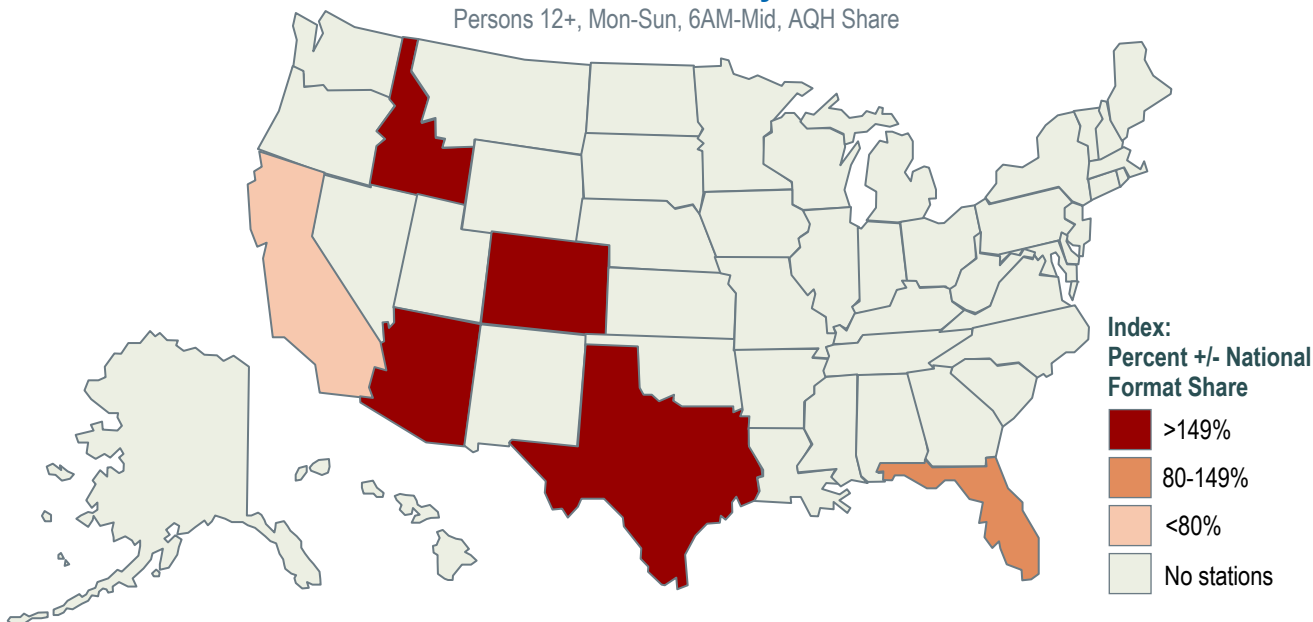 Persons 12+, Mon-Sun, 6AM-Mid, AQH Share
Index:
Percent +/- National
Format Share
>149%
80-149%
<80%
No stations